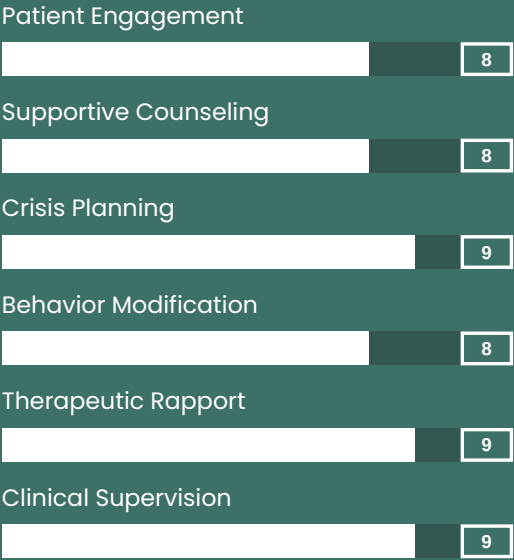 Patient Engagement
8
Supportive Counseling
8
Crisis Planning
9
Behavior Modification
8
Therapeutic Rapport
9
Clinical Supervision
9